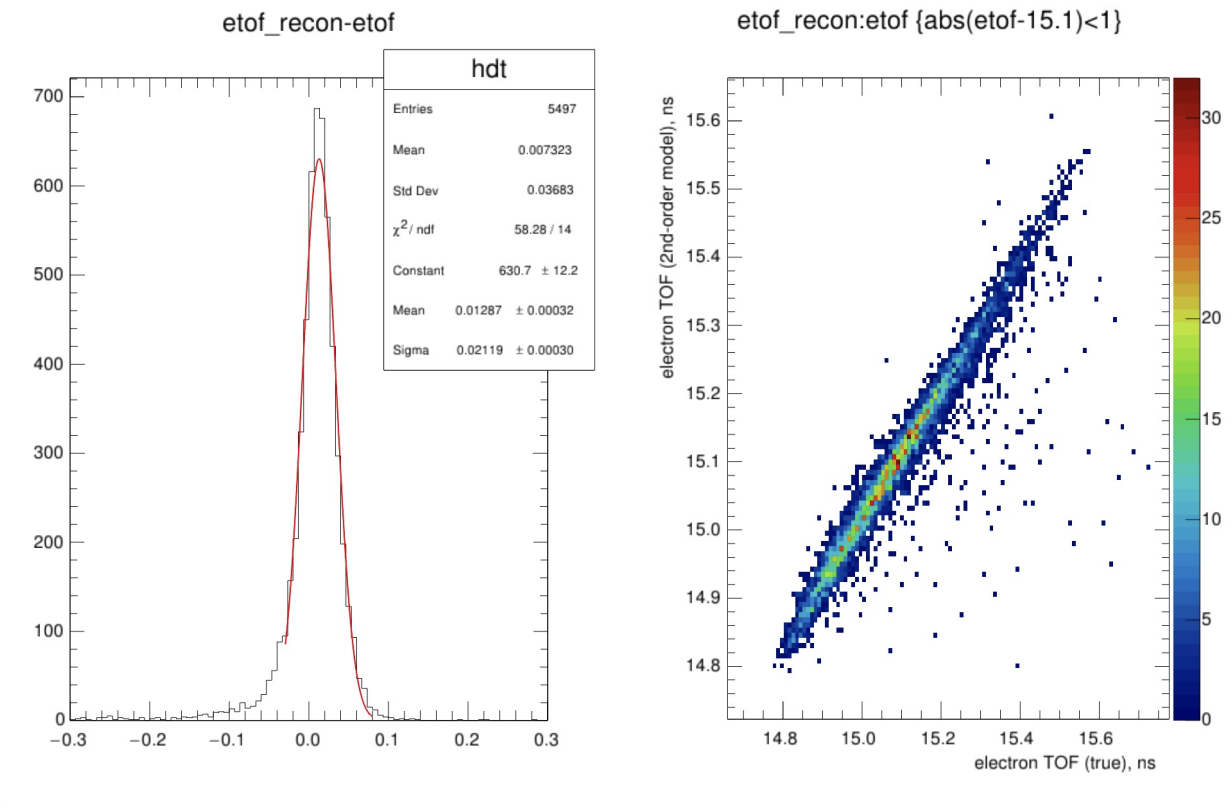 etof_recon-etof
hdt
Entries 5497
Mean 0.007323
Std Dev 0.03683
χ²/ ndf 58.28 / 14
Constant 630.7 ± 12.2
Mean 0.01287 ± 0.00032
Sigma 0.02119 ± 0.00030
700
600
500
400
300
200
100
0
−0.3 −0.2 −0.1 0.0 0.1 0.2 0.3
etof_recon:etof {abs(etof-15.1)<1}
electron TOF (2nd-order model), ns
15.6
15.5
15.4
15.3
15.2
15.1
15.0
14.9
14.8
14.8 15.0 15.2 15.4 15.6
electron TOF (true), ns
30
25
20
15
10
5
0